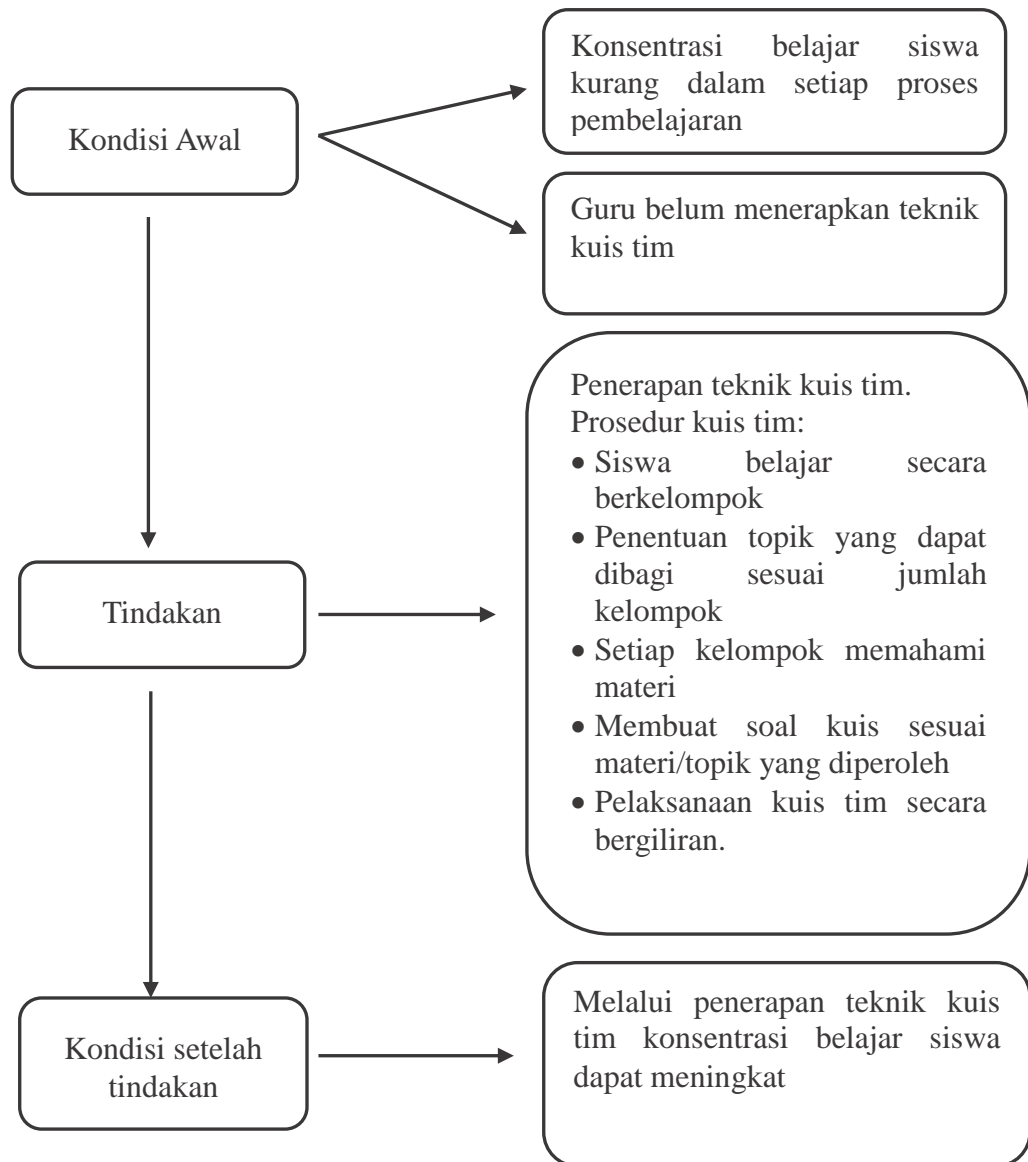 Konsentrasi belajar siswa
kurang dalam setiap proses
pembelajaran
Kondisi Awal
Guru belum menerapkan teknik
kuis tim
Penerapan teknik kuis tim.
Prosedur kuis tim:
• Siswa belajar secara
berkelompok
• Penentuan topik yang dapat
dibagi sesuai jumlah
kelompok
• Setiap kelompok memahami
materi
• Membuat soal kuis sesuai
materi/topik yang diperoleh
• Pelaksanaan kuis tim secara
bergiliran.
Tindakan
Kondisi setelah
tindakan
Melalui penerapan teknik kuis
tim konsentrasi belajar siswa
dapat meningkat